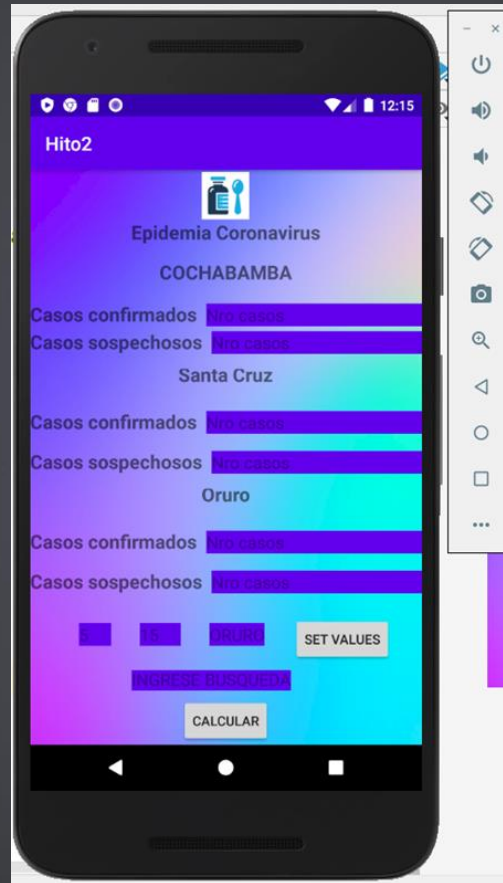 12:15
Hito2
Epidemia Coronavirus
COCHABAMBA
Casos confirmados Nro casos
Casos sospechosos Nro casos
Santa Cruz
Casos confirmados Nro casos
Casos sospechosos Nro casos
Oruro
Casos confirmados Nro casos
Casos sospechosos Nro casos
5 15 ORURO SET VALUES
INGRESE BUSQUEDA
CALCULAR